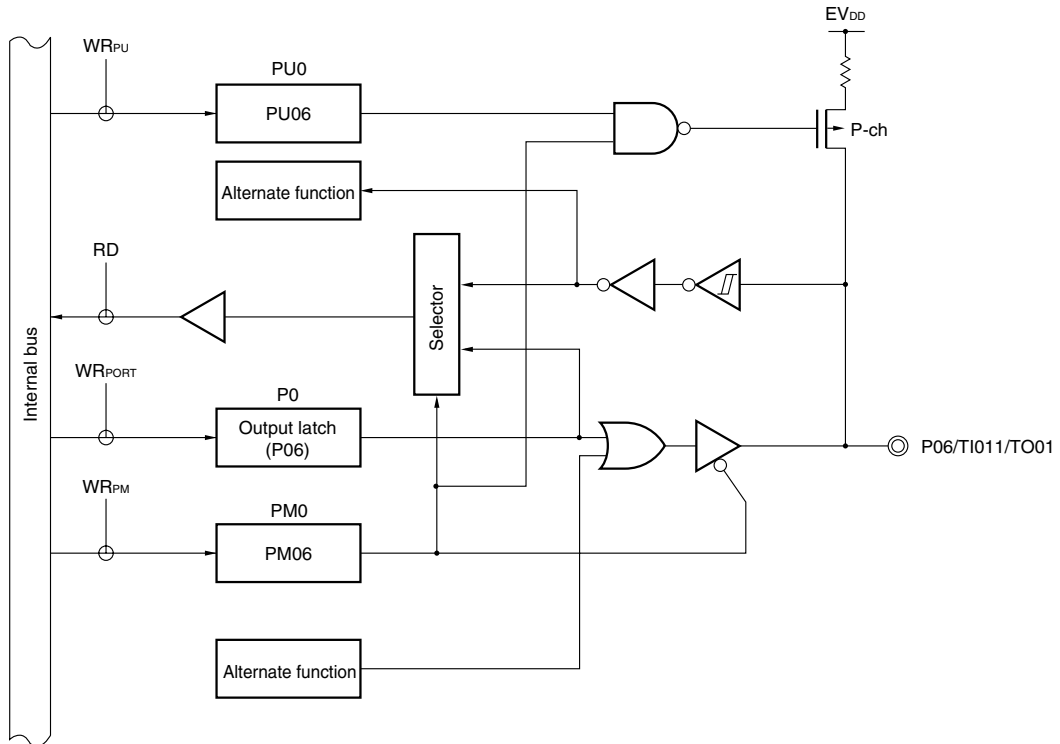 EVDD
WRPU
PU0
PU06
P-ch
Alternate function
RD
Selector
Internal bus
WRPORT
P0
Output latch
(P06)
P06/TI011/TO01
WRPM
PM0
PM06
Alternate function